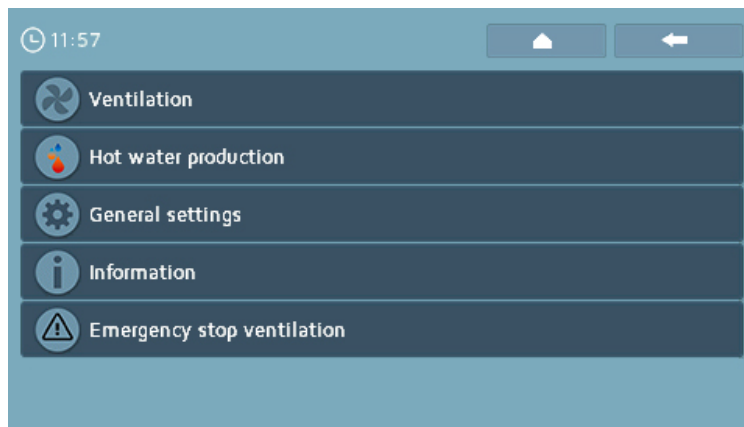 11:57
Ventilation
Hot water production
General settings
Information
Emergency stop ventilation